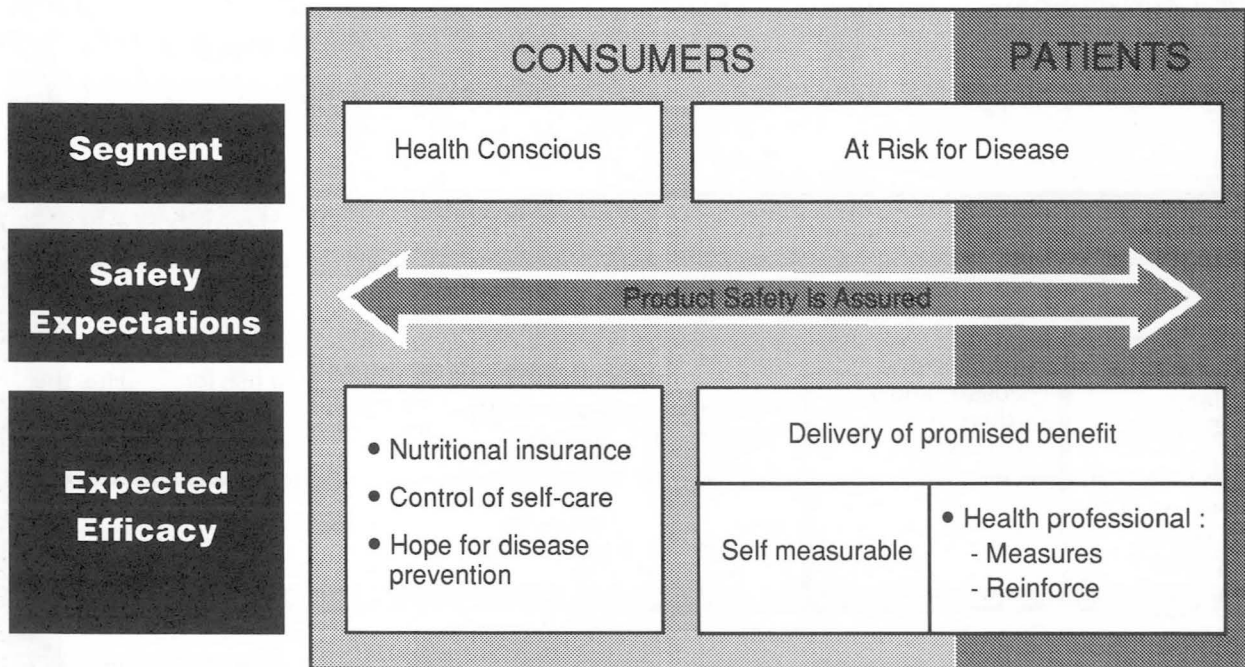 CONSUMERS
PATIENTS
Segment
Health Conscious
At Risk for Disease
Safety
Expectations
Product Safety is Assured
Expected
Efficacy
• Nutritional insurance
• Control of self-care
• Hope for disease
prevention
Delivery of promised benefit
Self measurable
• Health professional :
- Measures
- Reinforce